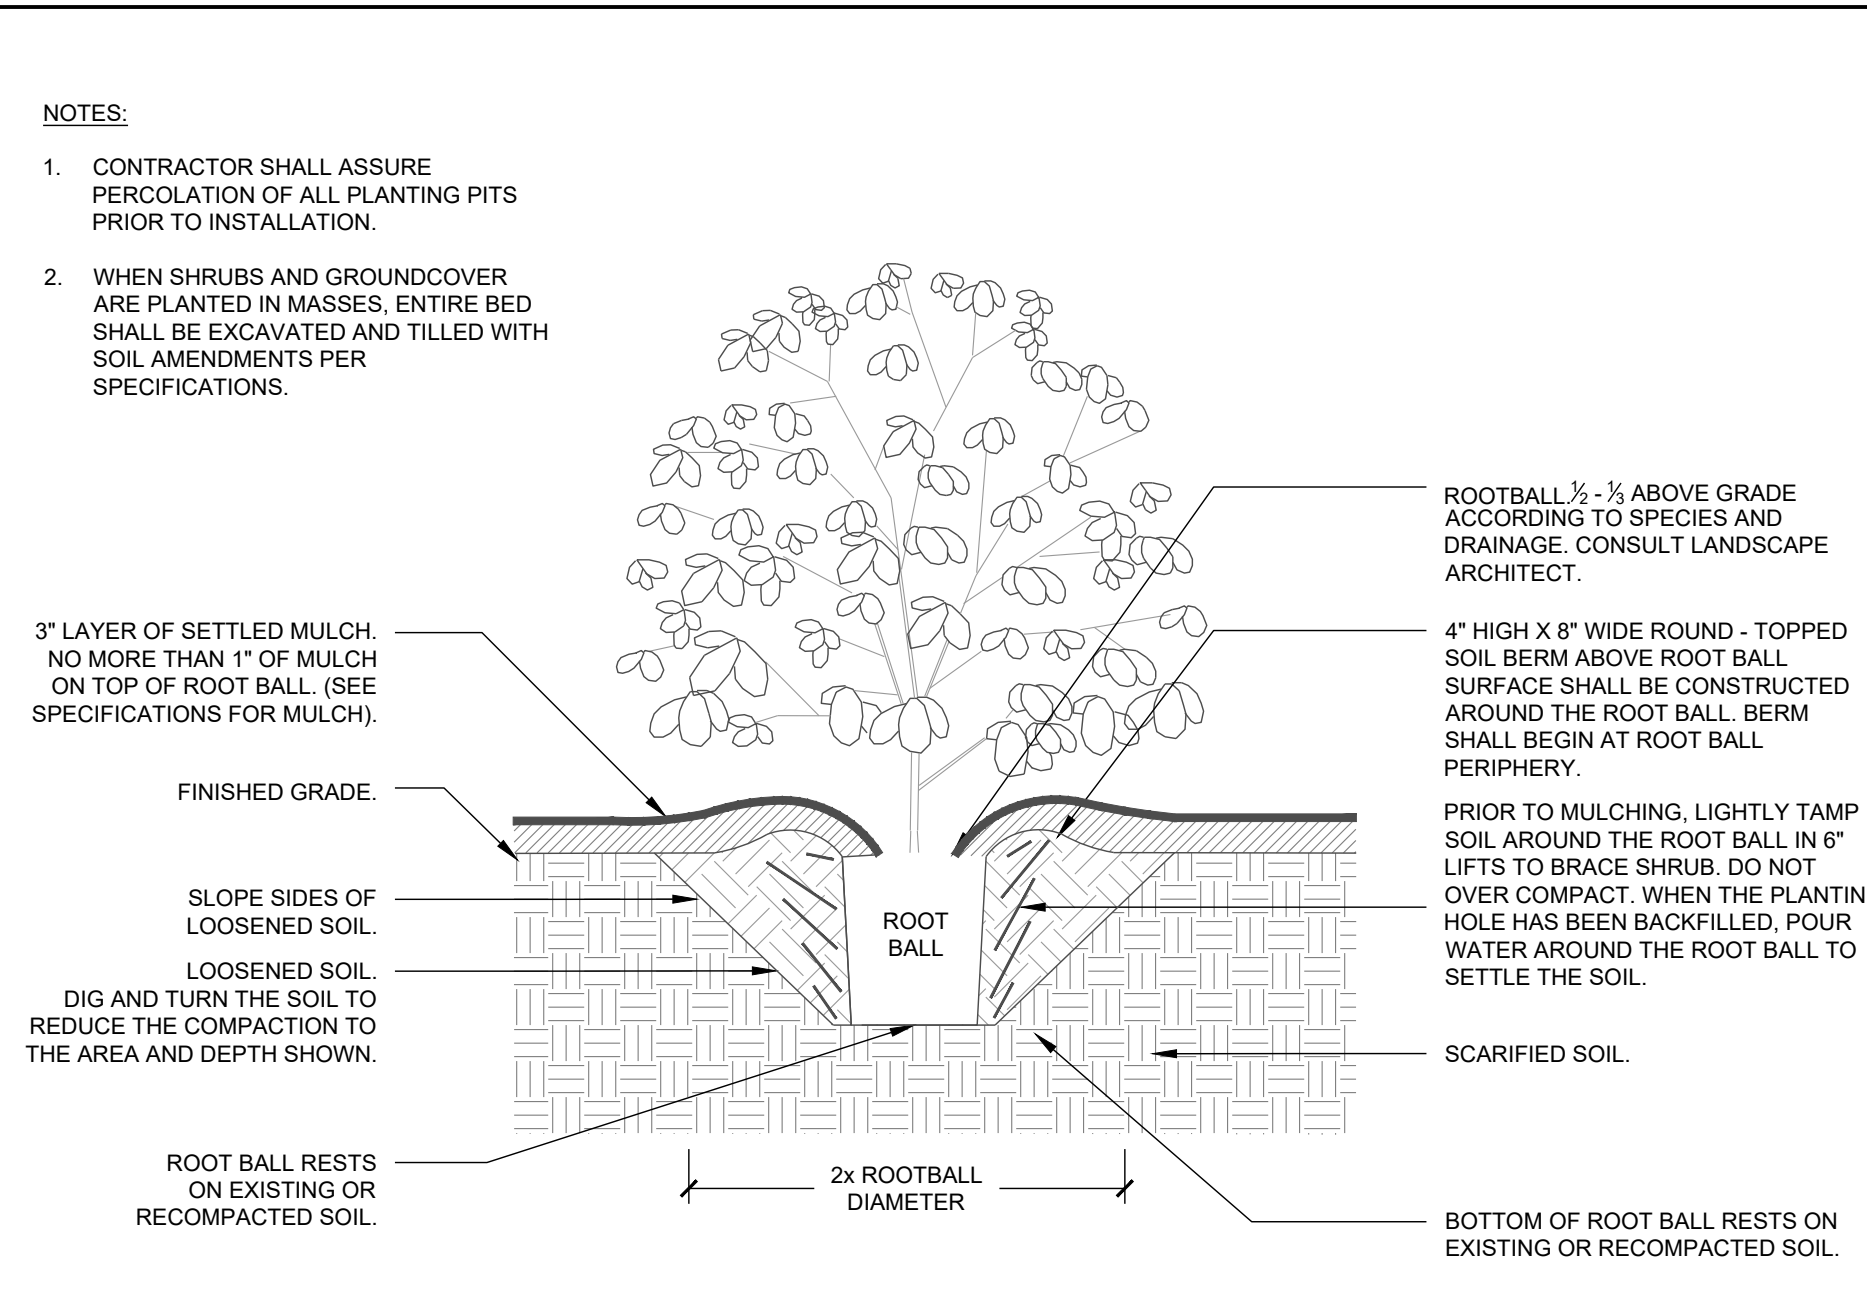 NOTES:
1. CONTRACTOR SHALL ASSURE
PERCOLATION OF ALL PLANTING PITS
PRIOR TO INSTALLATION.
2. WHEN SHRUBS AND GROUNDCOVER
ARE PLANTED IN MASSES, ENTIRE BED
SHALL BE EXCAVATED AND TILLED WITH
SOIL AMENDMENTS PER
SPECIFICATIONS.
3" LAYER OF SETTLED MULCH.
NO MORE THAN 1" OF MULCH
ON TOP OF ROOT BALL. (SEE
SPECIFICATIONS FOR MULCH).
FINISHED GRADE.
SLOPE SIDES OF
LOOSENED SOIL.
LOOSENED SOIL.
DIG AND TURN THE SOIL TO
REDUCE THE COMPACTION TO
THE AREA AND DEPTH SHOWN.
ROOT BALL RESTS
ON EXISTING OR
RECOMPACTED SOIL.
ROOT
BALL
2x ROOTBALL
DIAMETER
ROOTBALL.½ - ⅓ ABOVE GRADE
ACCORDING TO SPECIES AND
DRAINAGE. CONSULT LANDSCAPE
ARCHITECT.
4" HIGH X 8" WIDE ROUND - TOPPED
SOIL BERM ABOVE ROOT BALL
SURFACE SHALL BE CONSTRUCTED
AROUND THE ROOT BALL. BERM
SHALL BEGIN AT ROOT BALL
PERIPHERY.
PRIOR TO MULCHING, LIGHTLY TAMP
SOIL AROUND THE ROOT BALL IN 6"
LIFTS TO BRACE SHRUB. DO NOT
OVER COMPACT. WHEN THE PLANTIN
HOLE HAS BEEN BACKFILLED, POUR
WATER AROUND THE ROOT BALL TO
SETTLE THE SOIL.
SCARIFIED SOIL.
BOTTOM OF ROOT BALL RESTS ON
EXISTING OR RECOMPACTED SOIL.